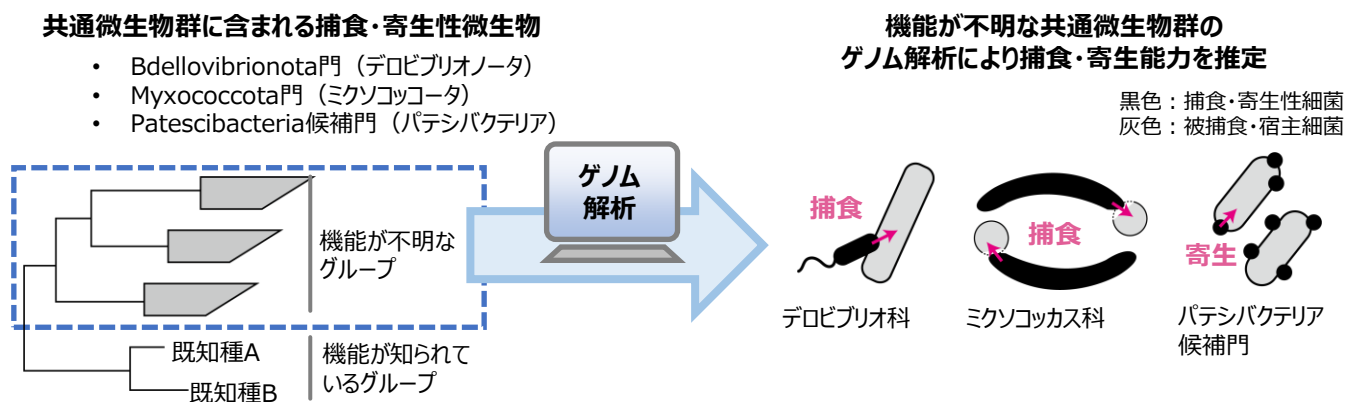 共通微生物群に含まれる捕食・寄生性微生物
• Bdellovibrionota門（デロビブリオノータ）
• Myxococcota門（ミクソコッコータ）
• Patescibacteria候補門（パテシバクテリア）
機能が不明な
グループ
既知種A
既知種B
機能が知られて
いるグループ
ゲノム
解析
機能が不明な共通微生物群の
ゲノム解析により捕食・寄生能力を推定
黒色：捕食・寄生性細菌
灰色：被捕食・宿主細菌
捕食
デロビブリオ科
捕食
ミクソコッカス科
寄生
パテシバクテリア
候補門